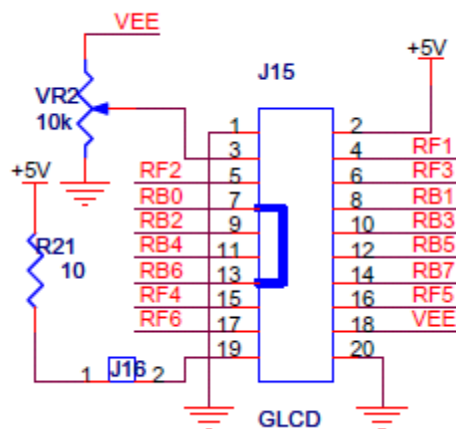 VEE
+5V
J15
VR2
10k
1 2
RF1
3 4
+5V
RF2 5 6 RF3
RB0 7 8 RB1
RB2 9 10 RB3
R21
10
RB4 11 12 RB5
RB6 13 14 RB7
RF4 15 16 RF5
RF6 17 18 VEE
1 J16 2 19 20
GLCD